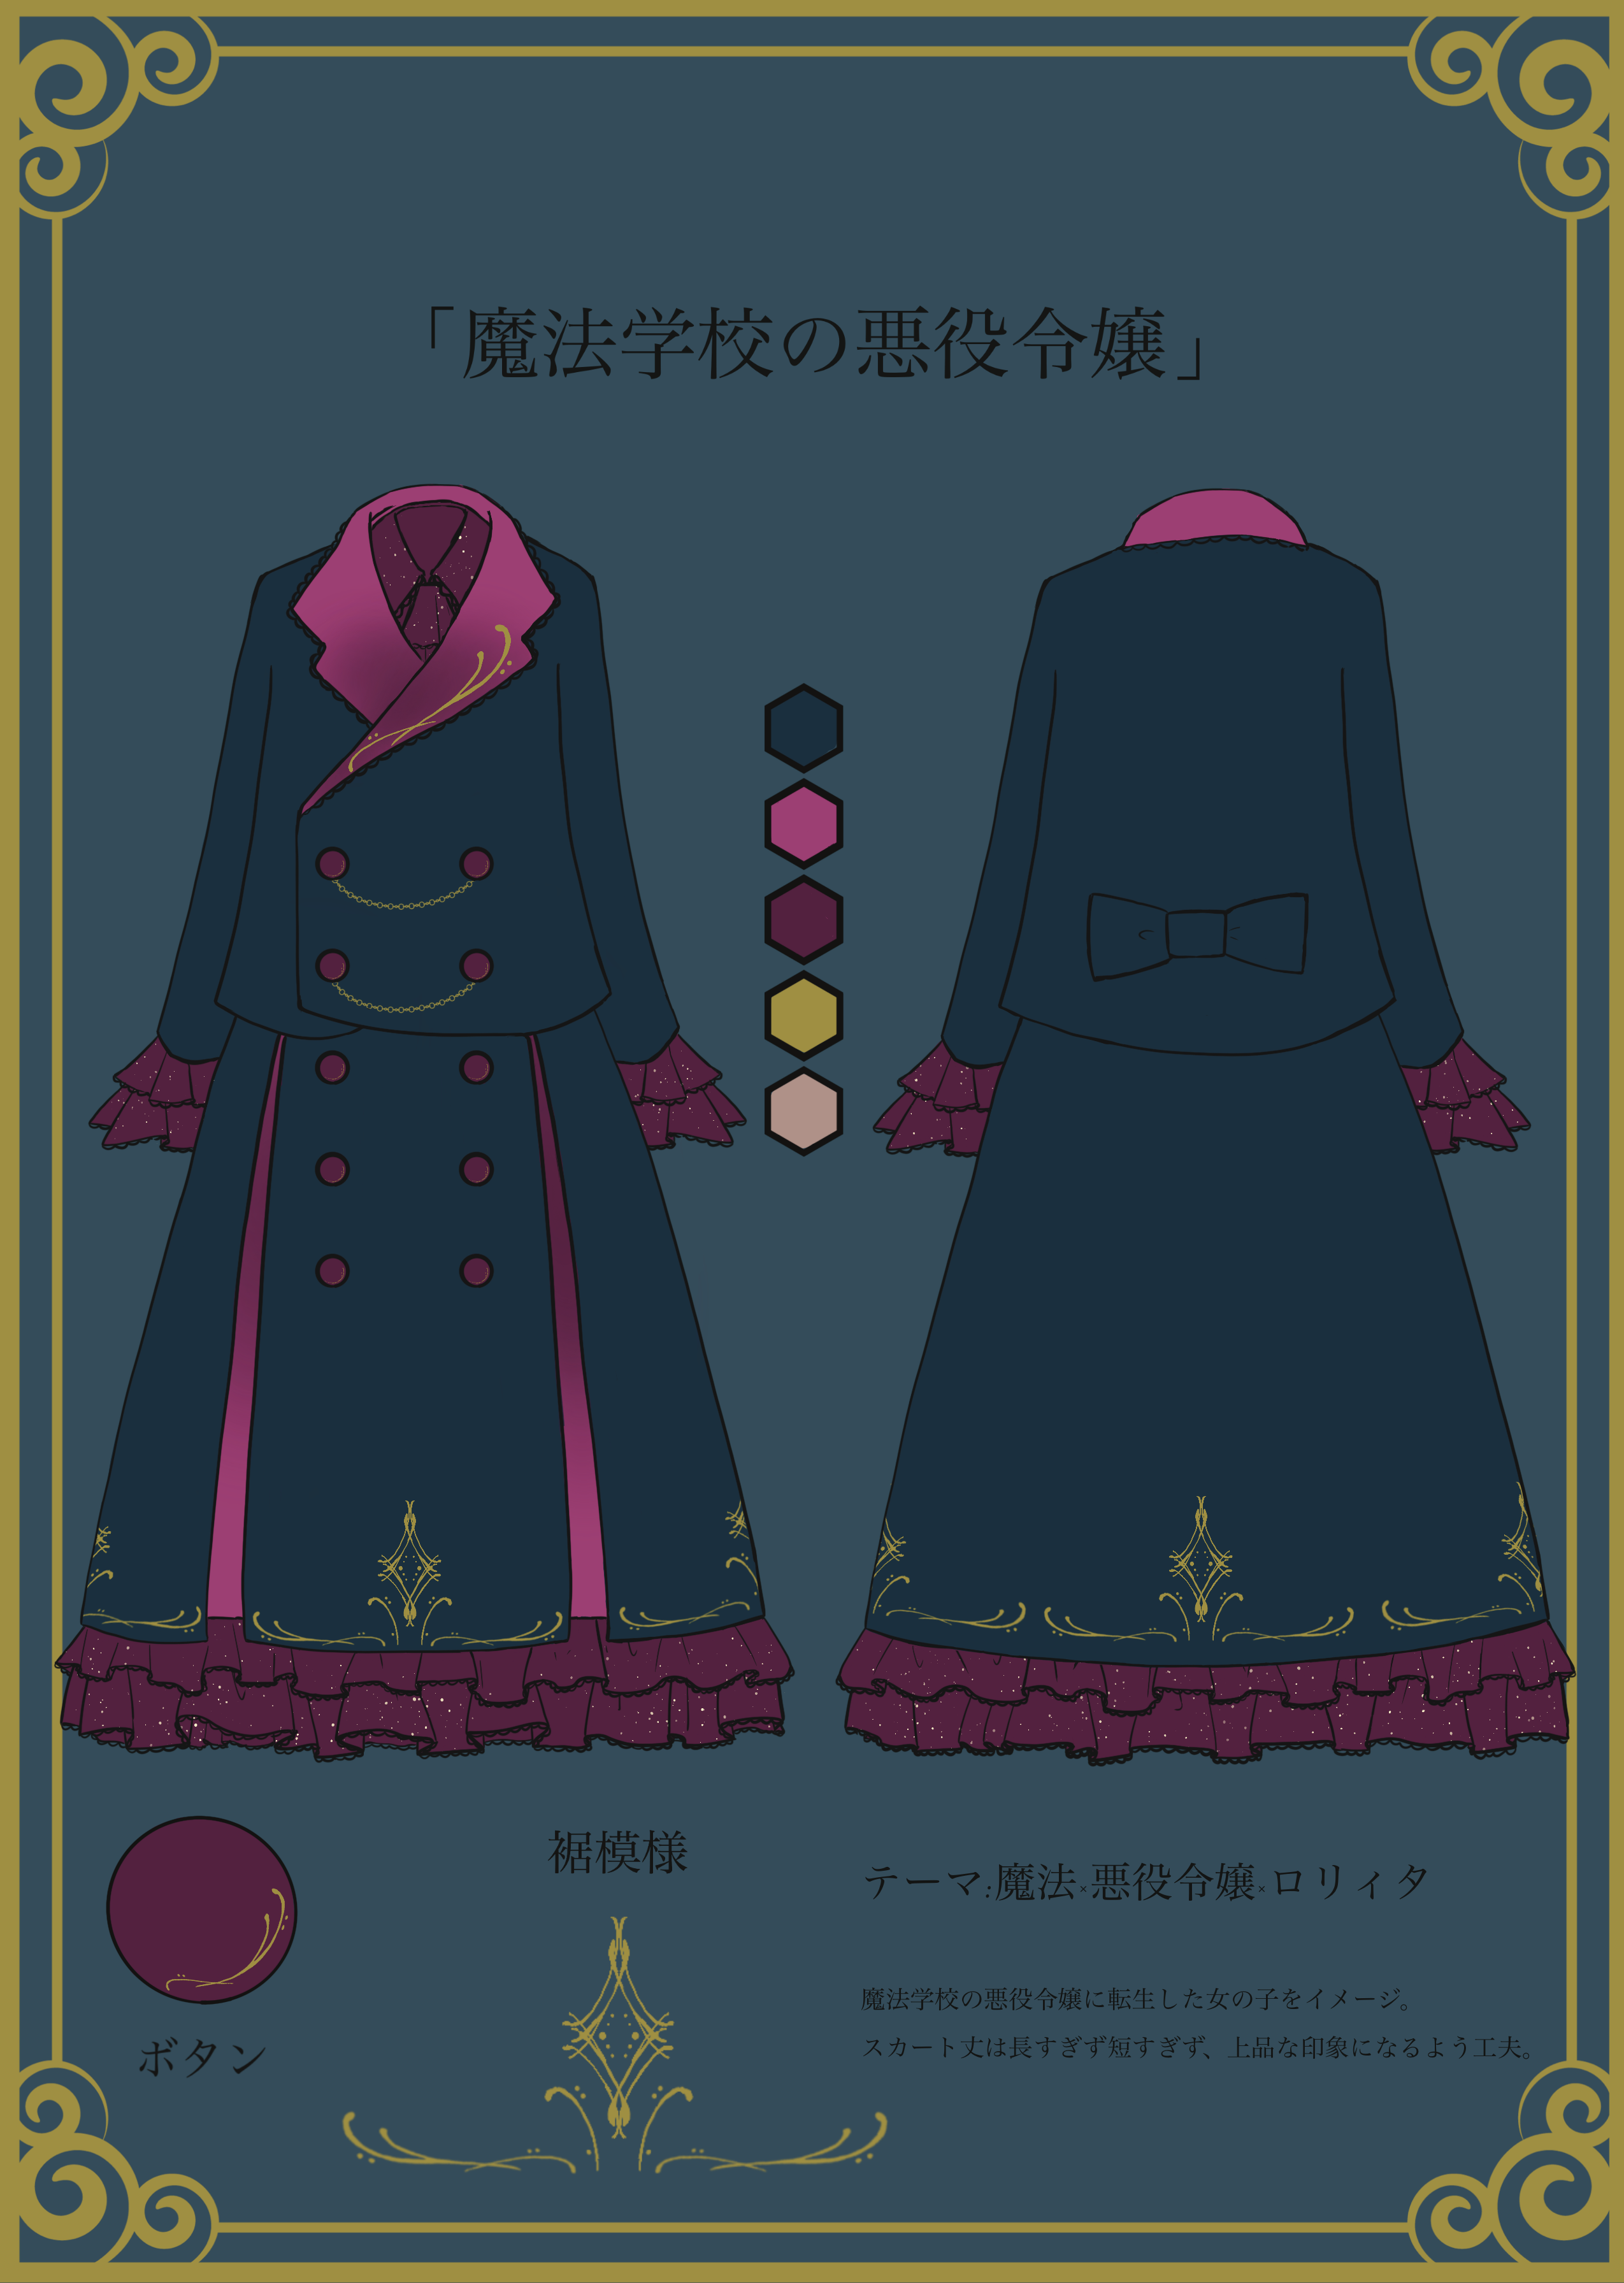 「魔法学校の悪役令嬢」
裾模様
ボタン
テーマ:魔法×悪役令嬢×ロリィタ
魔法学校の悪役令嬢に転生した女の子をイメージ。
スカート丈は長すぎず短すぎず、上品な印象になるよう工夫。